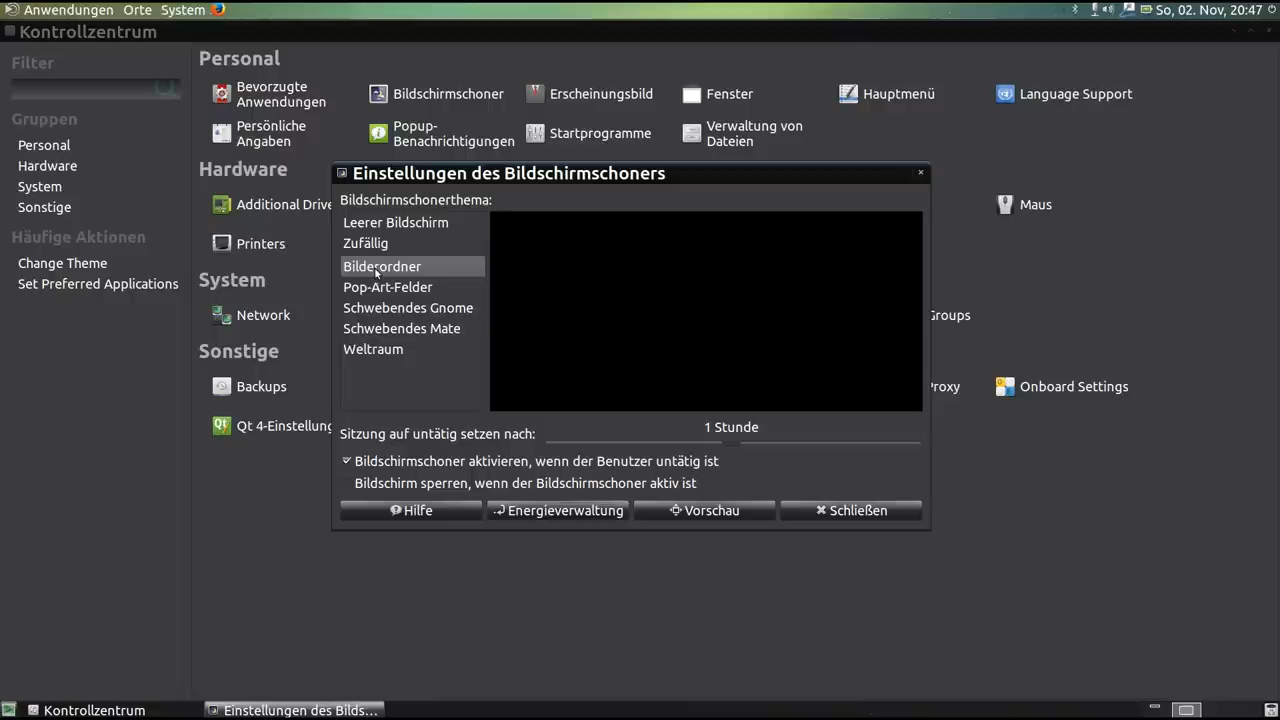 Anwendungen Orte System
So, 02. Nov, 20:47
Kontrollzentrum
Filter
Gruppen
Personal
Hardware
System
Sonstige
Häufige Aktionen
Change Theme
Set Preferred Applications
Personal
Bevorzugte
Anwendungen
Bildschirmschoner
Erscheinungsbild
Fenster
Hauptmenü
Language Support
Persönliche
Angaben
Popup-
Benachrichtigungen
Startprogramme
Verwaltung von
Dateien
Hardware
Additional Drive
Maus
Printers
System
Network
Groups
Sonstige
Backups
Proxy
Onboard Settings
Qt 4-Einstellung
Einstellungen des Bildschirmschoners
Bildschirmschonerthema:
Leerer Bildschirm
Zufällig
Bilderordner
Pop-Art-Felder
Schwebendes Gnome
Schwebendes Mate
Weltraum
1 Stunde
Sitzung auf untätig setzen nach:
Bildschirmschoner aktivieren, wenn der Benutzer untätig ist
Bildschirm sperren, wenn der Bildschirmschoner aktiv ist
Hilfe
Energieverwaltung
Vorschau
Schließen
Kontrollzentrum
Einstellungen des Bilds...